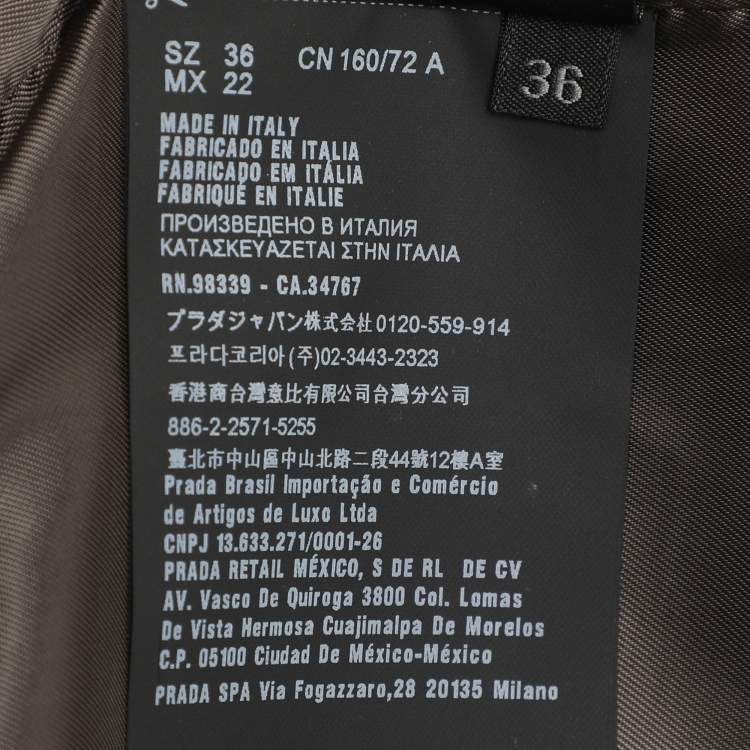 SZ 36 CN 160/72 A
MX 22
36
MADE IN ITALY
FABRICADO EN ITALIA
FABRICADO EM ITÁLIA
FABRIQUÉ EN ITALIE
ПРОИЗВЕДЕНО В ИТАЛИЯ
ΚΑΤΑΣΚΕΥΑΖΕΤΑΙ ΣΤΗΝ ΙΤΑΛΙΑ
RN.98339 - CA.34767
プラダジャパン株式会社 0120-559-914
프라다코리아 (주)02-3443-2323
香港商台灣意比有限公司台灣分公司
886-2-2571-5255
臺北市中山區中山北路二段44號12樓A室
Prada Brasil Importação e Comércio
de Artigos de Luxo Ltda
CNPJ 13.633.271/0001-26
PRADA RETAIL MÉXICO, S DE RL DE CV
AV. Vasco De Quiroga 3800 Col. Lomas
De Vista Hermosa Cuajimalpa De Morelos
C.P. 05100 Ciudad De México-México
PRADA SPA Via Fogazzaro,28 20135 Milano